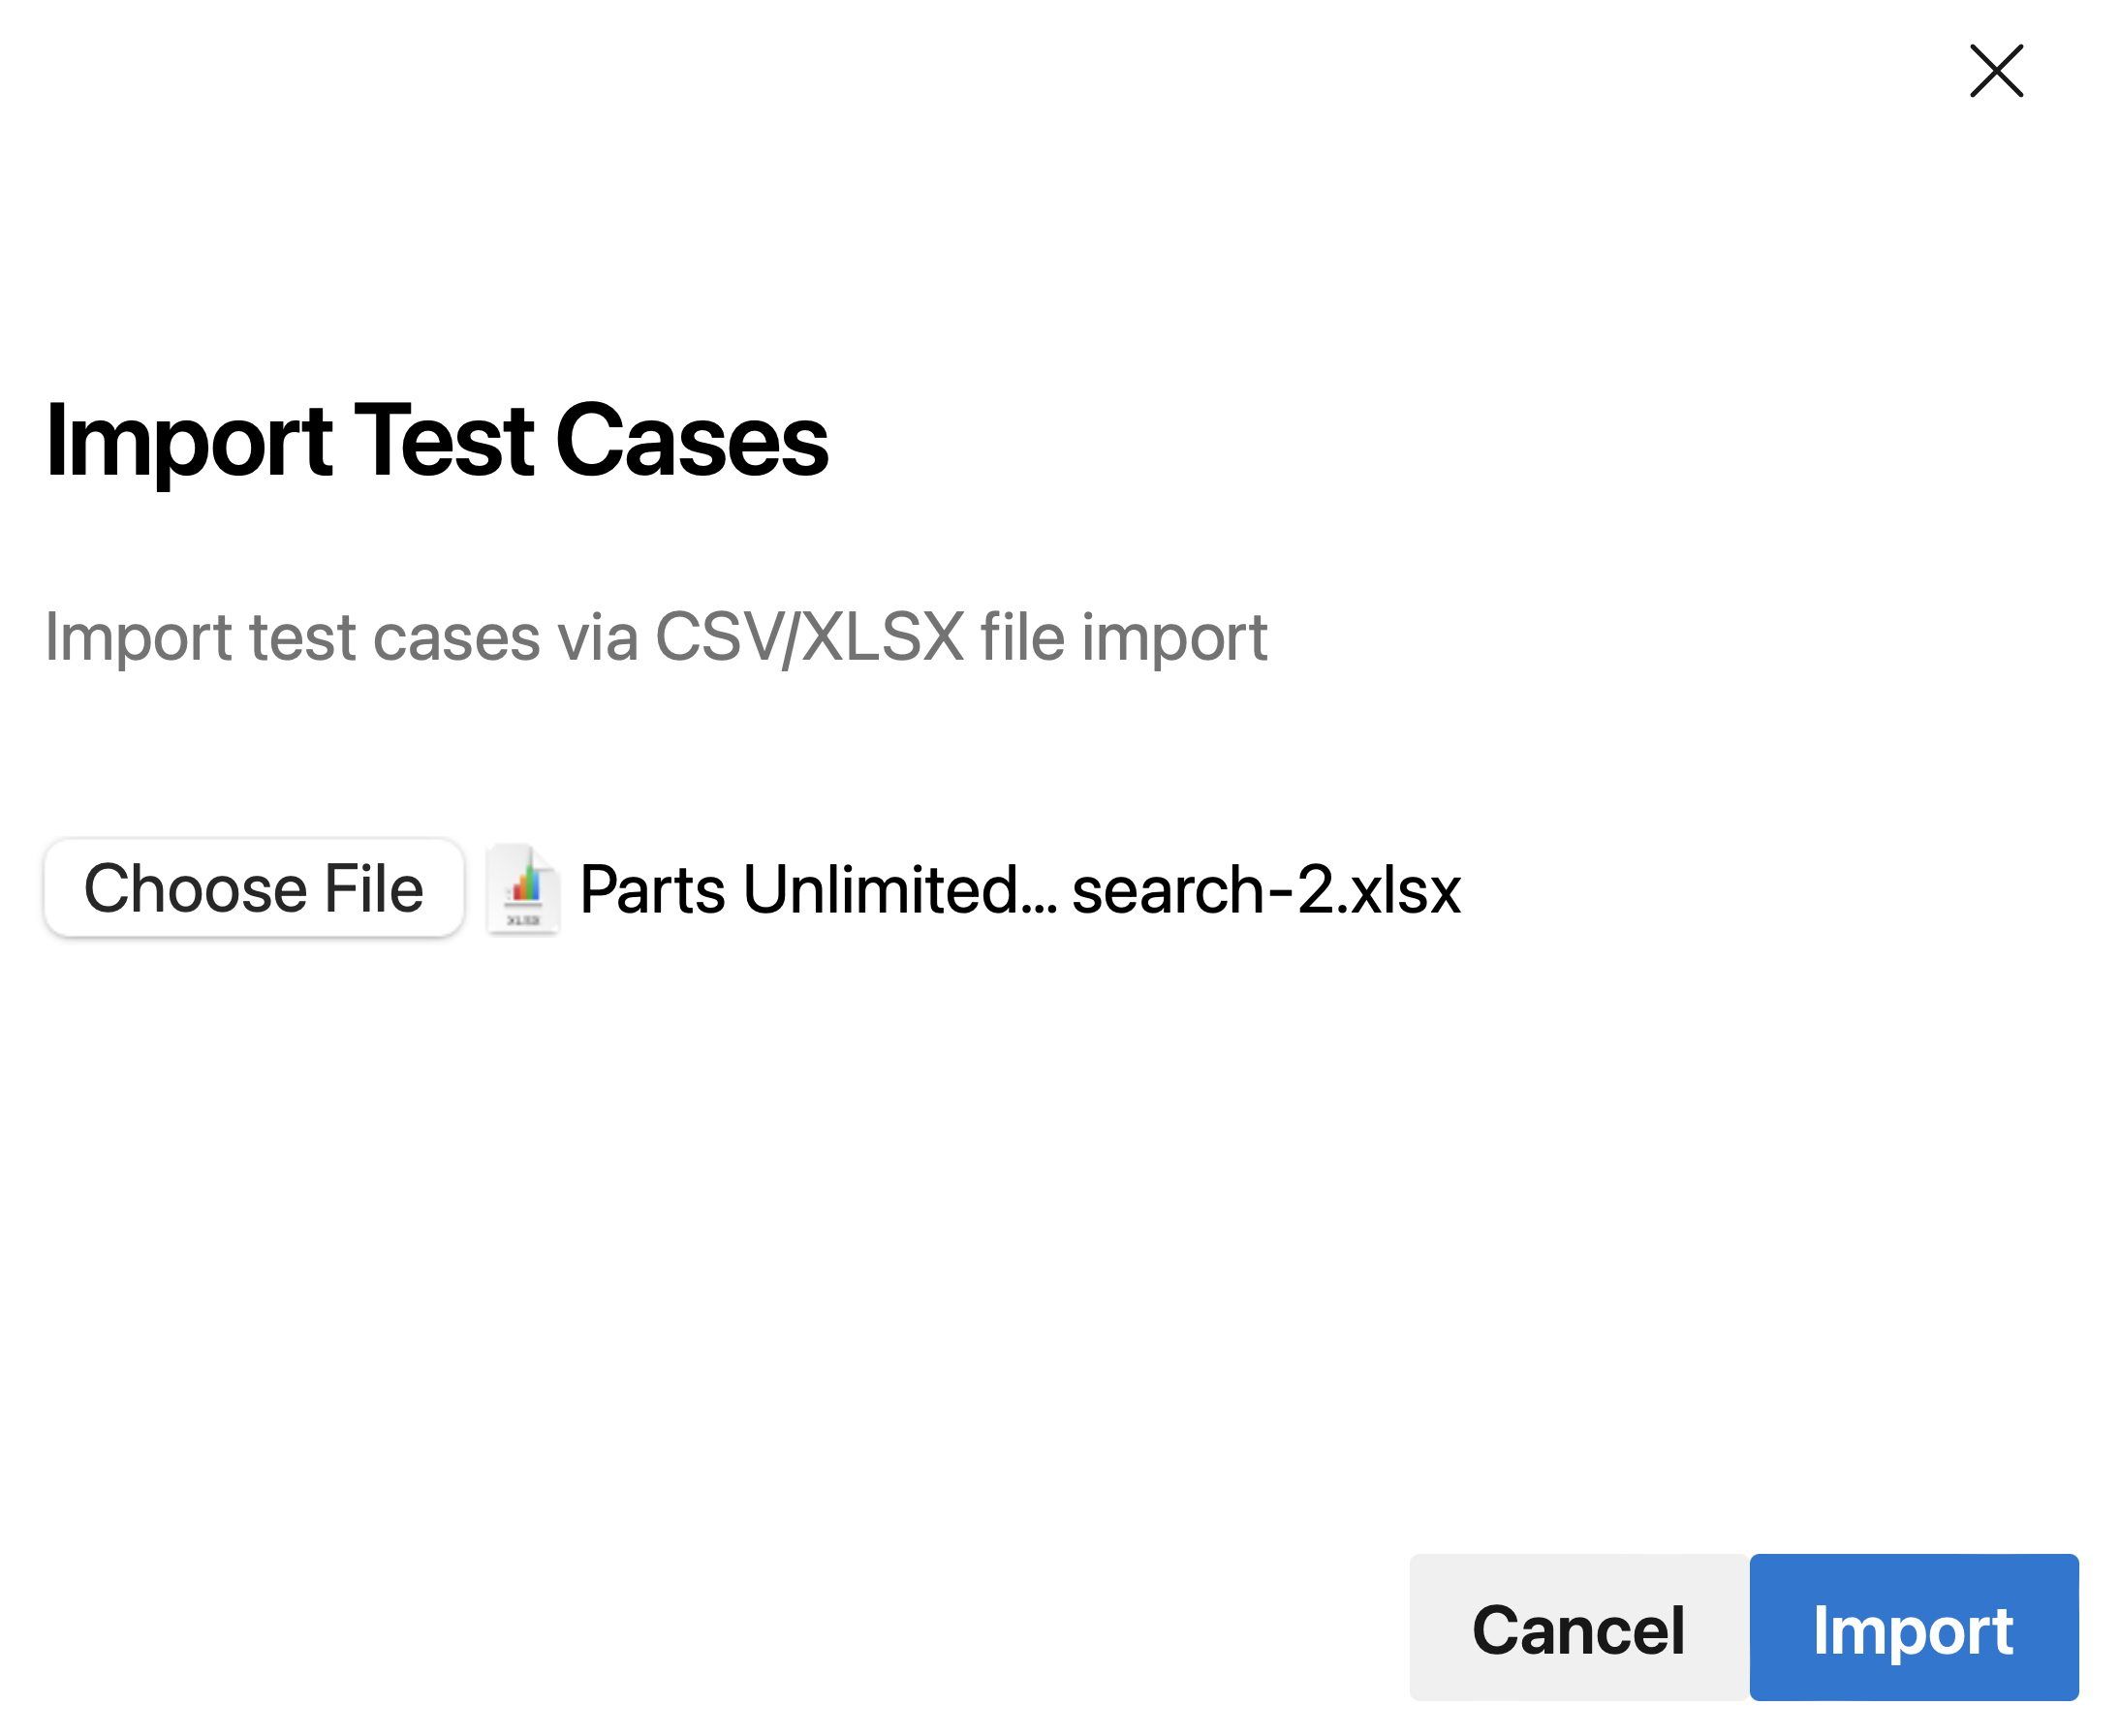 Import Test Cases
Import test cases via CSV/XLSX file import
Choose File Parts Unlimited... search-2.xlsx
XLSX
Cancel Import